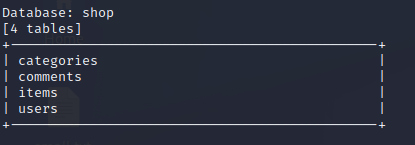 Database: shop
[4 tables]
+---------------------------------------------+
| categories                                  |
| comments                                    |
| items                                       |
| users                                       |
+---------------------------------------------+